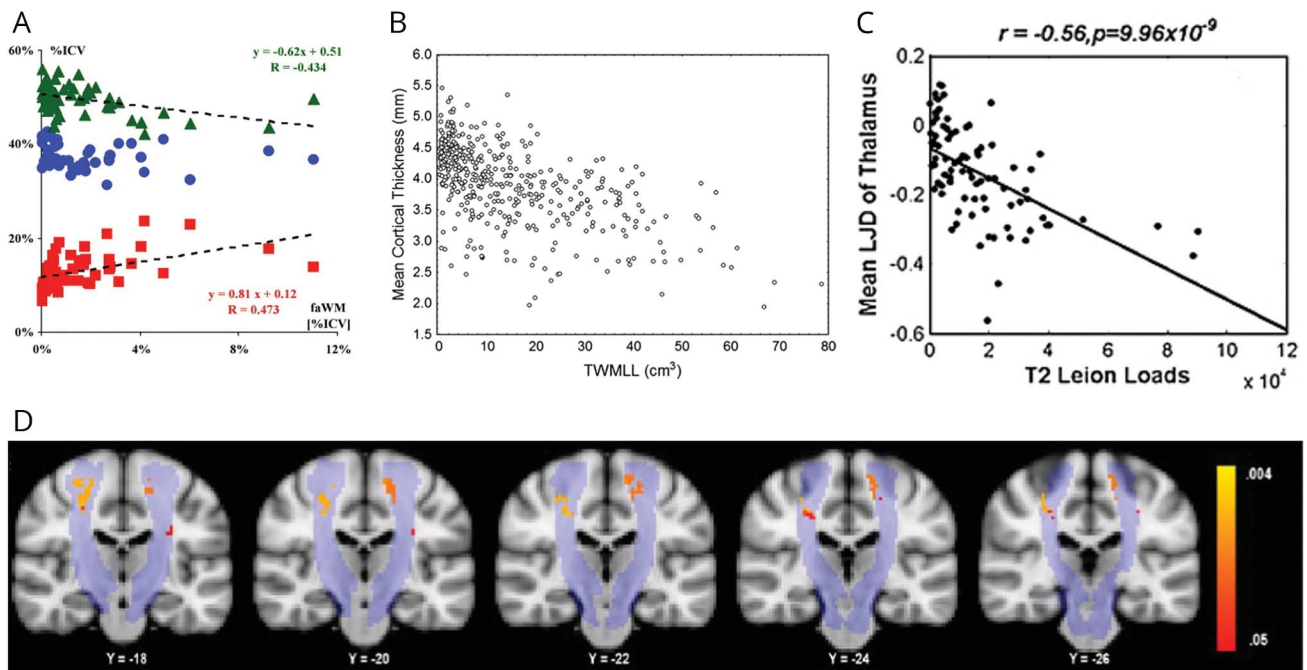 A
60%
%ICV
y = -0.62x + 0.51
R = -0.434
40%
20%
y = 0.81 x + 0.12
R = 0.473
faWM
[%ICV]
0%
0%
4%
8%
12%
B
Mean Cortical Thickness (mm)
6.0
5.5
5.0
4.5
4.0
3.5
3.0
2.5
2.0
1.5
0
10
20
30
40
50
60
70
80
TWMLL (cm³)
C
r = -0.56,p=9.96x10⁻⁹
Mean LJD of Thalamus
0.2
0
-0.2
-0.4
-0.6
0
2
4
6
8
10
12
T2 Leion Loads
x 10⁴
D
.004
.05
Y = -18
Y = -20
Y = -22
Y = -24
Y = -26